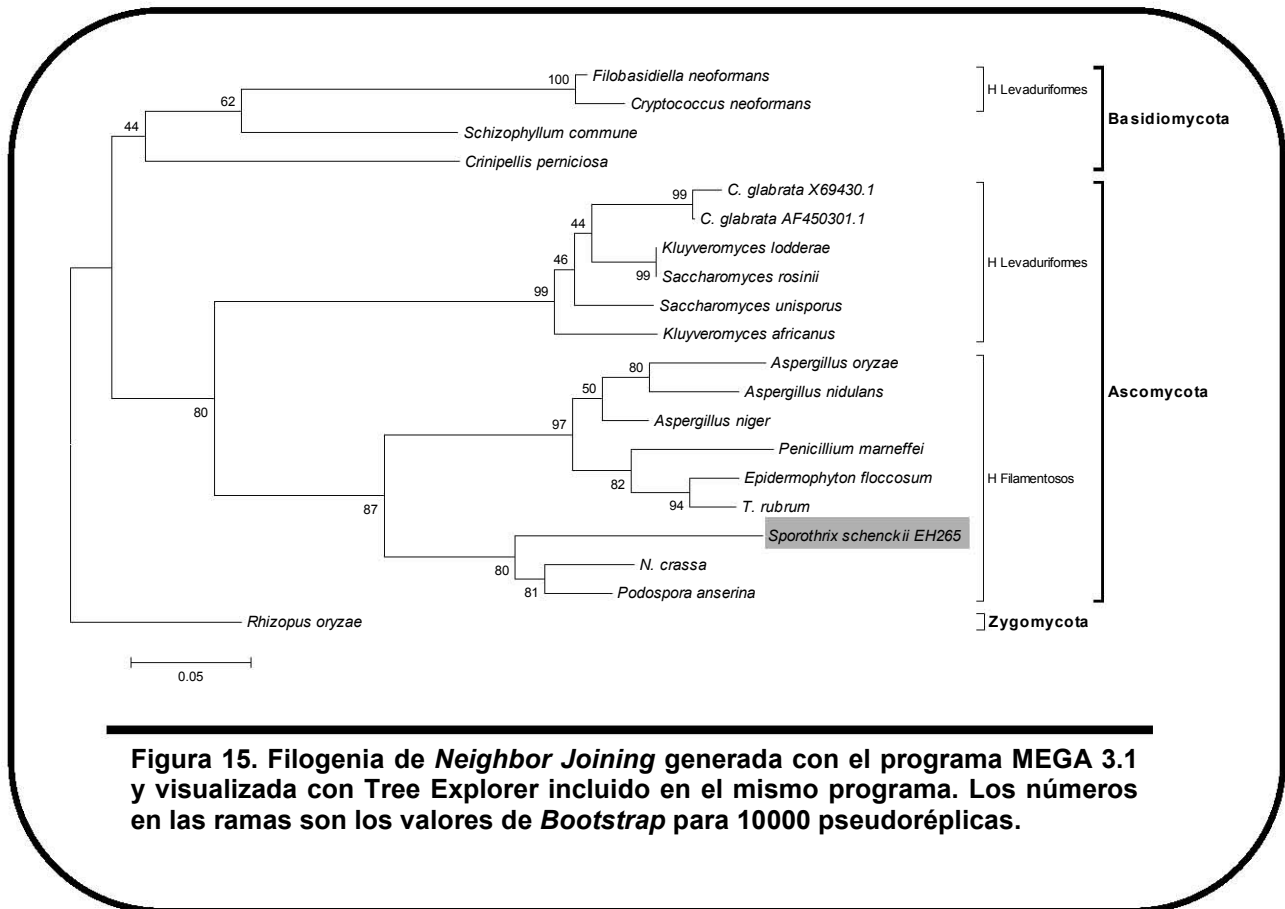 Filobasidiella neoformans
100
H Levaduriformes
Cryptococcus neoformans
62
Basidiomycota
44
Schizophyllum commune
Crinipellis perniciosa
C. glabrata X69430.1
99
C. glabrata AF450301.1
44
Kluyveromyces lodderae
46
H Levaduriformes
99
Saccharomyces rosinii
99
Saccharomyces unisporus
Kluyveromyces africanus
Aspergillus oryzae
80
50
Aspergillus nidulans
Ascomycota
80
97
Aspergillus niger
Penicillium marneffei
82
Epidermophyton floccosum
H Filamentosos
94
T. rubrum
87
Sporothrix schenckii EH265
80
N. crassa
81
Podospora anserina
Rhizopus oryzae
Zygomycota
0.05
Figura 15. Filogenia de Neighbor Joining generada con el programa MEGA 3.1
y visualizada con Tree Explorer incluido en el mismo programa. Los números
en las ramas son los valores de Bootstrap para 10000 pseudoréplicas.